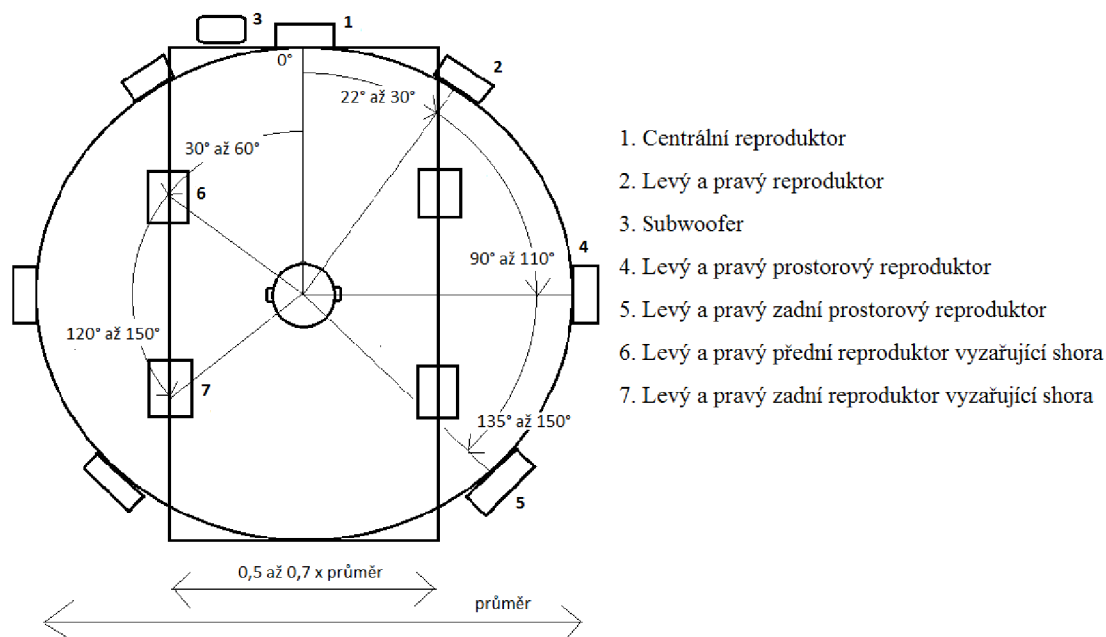 3
1
2
0°
22° až 30°
30° až 60°
6
4
90° až 110°
120° až 150°
7
135° až 150°
5
0,5 až 0,7 x průměr
průměr
1. Centrální reproduktor
2. Levý a pravý reproduktor
3. Subwoofer
4. Levý a pravý prostorový reproduktor
5. Levý a pravý zadní prostorový reproduktor
6. Levý a pravý přední reproduktor vyzařující shora
7. Levý a pravý zadní reproduktor vyzařující shora